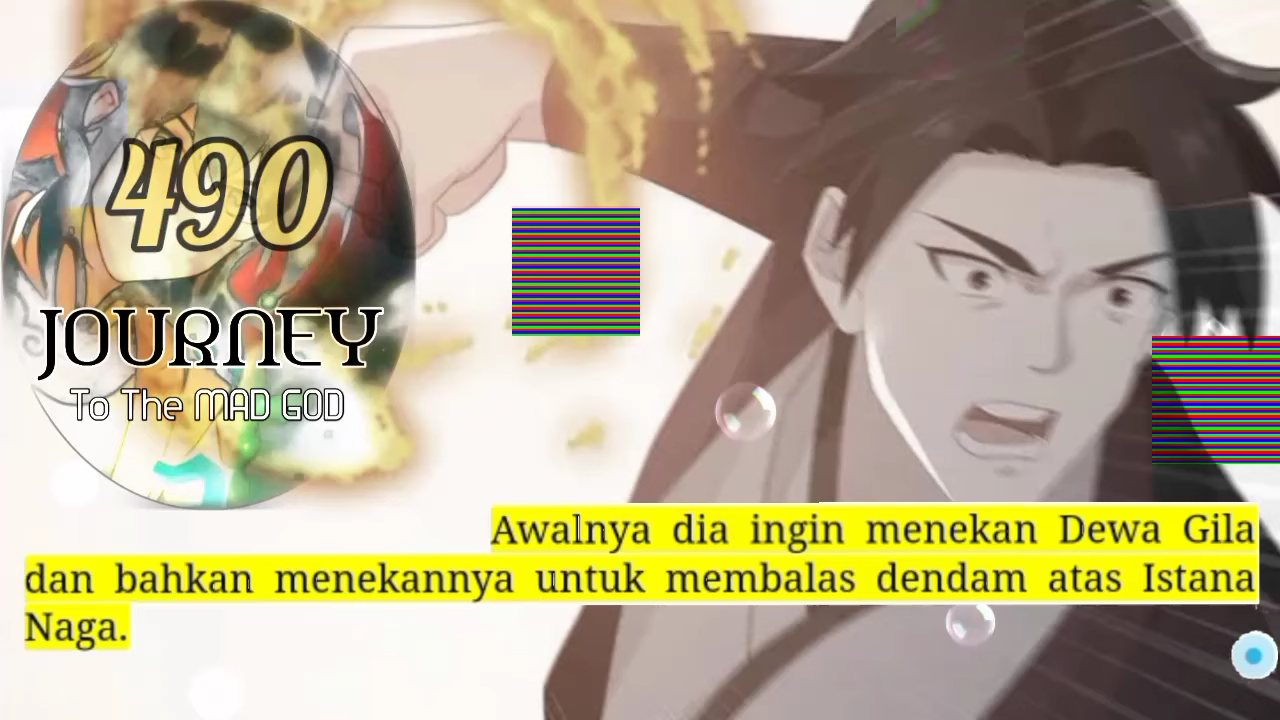 490
JOURNEY
To The MAD GOD
Awalnya dia ingin menekan Dewa Gila
dan bahkan menekannya untuk membalas dendam atas Istana
Naga.